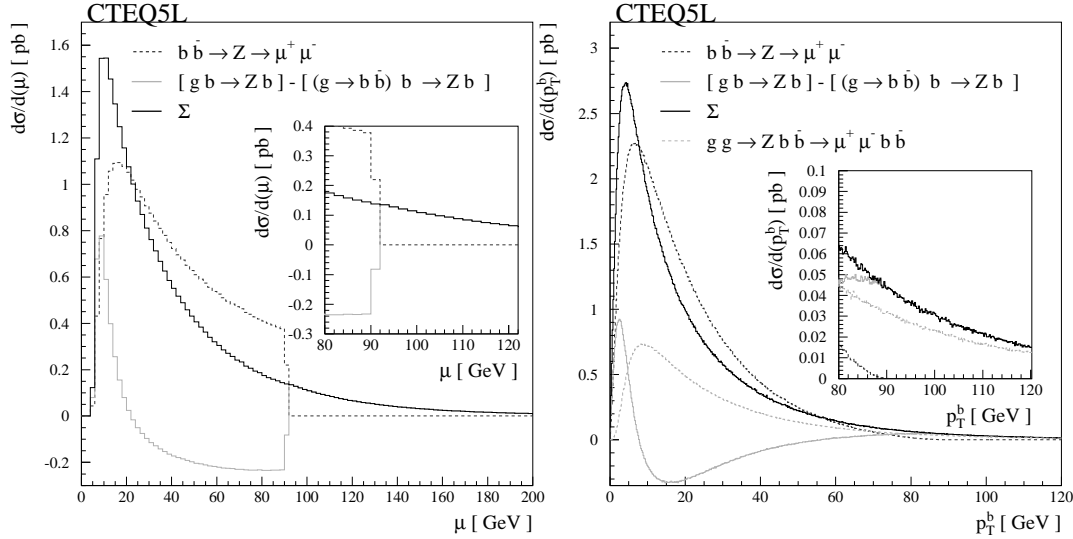 CTEQ5L
dσ/d(μ) [ pb ]
1.6
1.4
1.2
1
0.8
0.6
0.4
0.2
0
-0.2
b b̄ → Z → μ⁺ μ⁻
[ g b → Z b ] - [ (g → b b̄) b → Z b ]
Σ
dσ/d(μ) [ pb ]
0.4
0.3
0.2
0.1
0
-0.1
-0.2
-0.3
80 90 100 110 120
μ [ GeV ]
0 20 40 60 80 100 120 140 160 180 200
μ [ GeV ]
CTEQ5L
dσ/d(p_T^b) [ pb ]
3
2.5
2
1.5
1
0.5
0
b b̄ → Z → μ⁺ μ⁻
[ g b → Z b ] - [ (g → b b̄) b → Z b ]
Σ
g g → Z b b̄ → μ⁺ μ⁻ b b̄
dσ/d(p_T^b) [ pb ]
0.1
0.09
0.08
0.07
0.06
0.05
0.04
0.03
0.02
0.01
0
80 90 100 110 120
p_T^b [ GeV ]
0 20 40 60 80 100 120
p_T^b [ GeV ]